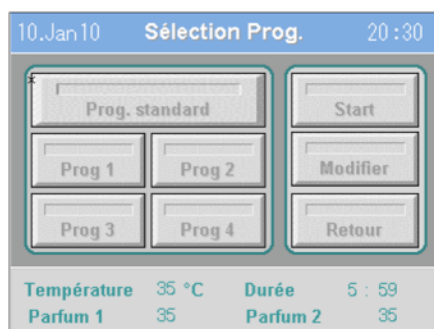 10.Jan10 Sélection Prog. 20:30
Prog. standard Start
Prog 1 Prog 2 Modifier
Prog 3 Prog 4 Retour
Température 35 °C Durée 5 : 59
Parfum 1 35 Parfum 2 35